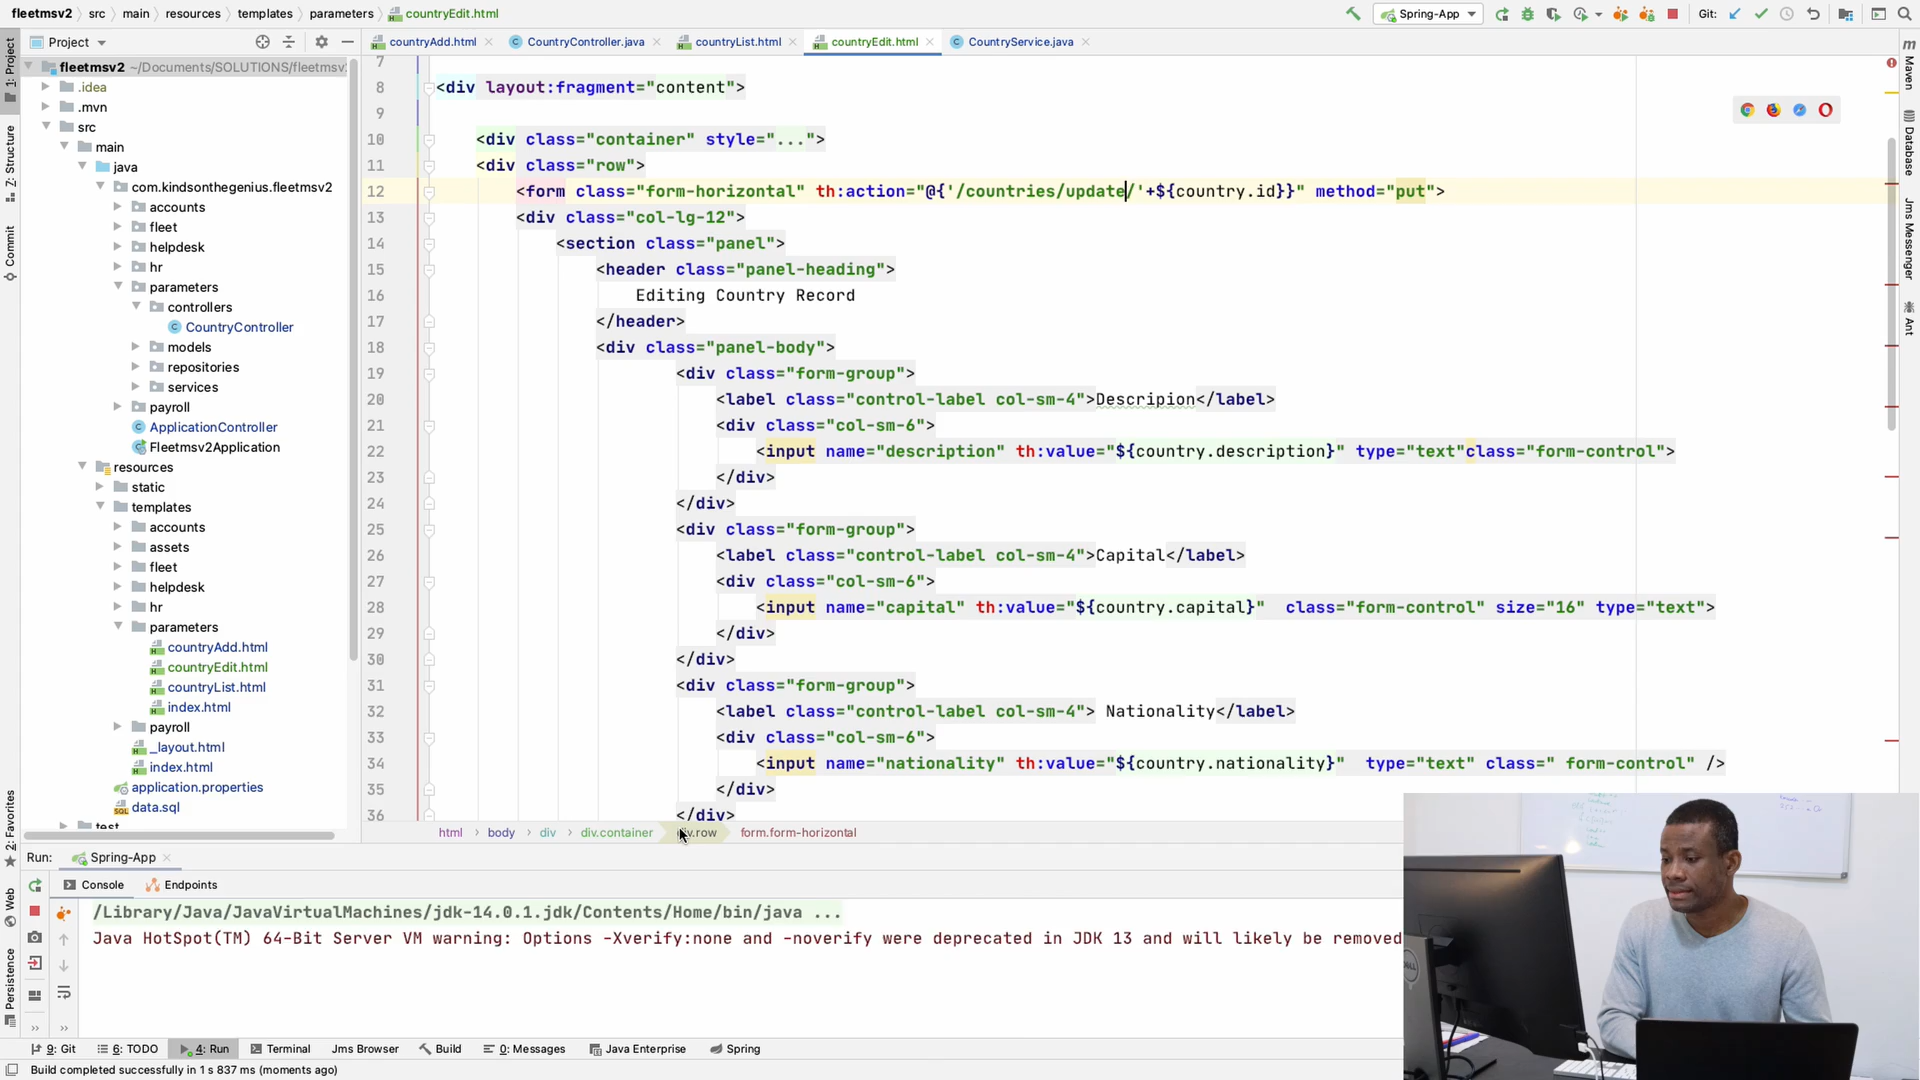 fleetmsv2 > src > main > resources > templates > parameters > countryEdit.html
Spring-App
Git:
Project
countryAdd.html
CountryController.java
countryList.html
countryEdit.html
CountryService.java
1: Project
Z: Structure
Commit
2: Favorites
Web
Persistence
fleetmsv2 ~/Documents/SOLUTIONS/fleetmsv
.idea
.mvn
src
main
java
com.kindsonthegenius.fleetmsv2
accounts
fleet
helpdesk
hr
parameters
controllers
CountryController
models
repositories
services
payroll
ApplicationController
Fleetmsv2Application
resources
static
templates
accounts
assets
fleet
helpdesk
hr
parameters
countryAdd.html
countryEdit.html
countryList.html
index.html
payroll
_layout.html
index.html
application.properties
data.sql
test
7
8 <div layout:fragment="content">
9
10 <div class="container" style="...">
11 <div class="row">
12 <form class="form-horizontal" th:action="@{'/countries/update/'+${country.id}}" method="put">
13 <div class="col-lg-12">
14 <section class="panel">
15 <header class="panel-heading">
16 Editing Country Record
17 </header>
18 <div class="panel-body">
19 <div class="form-group">
20 <label class="control-label col-sm-4">Descripion</label>
21 <div class="col-sm-6">
22 <input name="description" th:value="${country.description}" type="text"class="form-control">
23 </div>
24 </div>
25 <div class="form-group">
26 <label class="control-label col-sm-4">Capital</label>
27 <div class="col-sm-6">
28 <input name="capital" th:value="${country.capital}" class="form-control" size="16" type="text">
29 </div>
30 </div>
31 <div class="form-group">
32 <label class="control-label col-sm-4"> Nationality</label>
33 <div class="col-sm-6">
34 <input name="nationality" th:value="${country.nationality}" type="text" class=" form-control" />
35 </div>
36 </div>
html > body > div > div.container > div.row > form.form-horizontal
m Maven
Database
Jms Messenger
Ant
Run: Spring-App
Console Endpoints
/Library/Java/JavaVirtualMachines/jdk-14.0.1.jdk/Contents/Home/bin/java ...
Java HotSpot(TM) 64-Bit Server VM warning: Options -Xverify:none and -noverify were deprecated in JDK 13 and will likely be removed
DELL
9: Git 6: TODO 4: Run Terminal Jms Browser Build 0: Messages Java Enterprise Spring
Build completed successfully in 1 s 837 ms (moments ago)